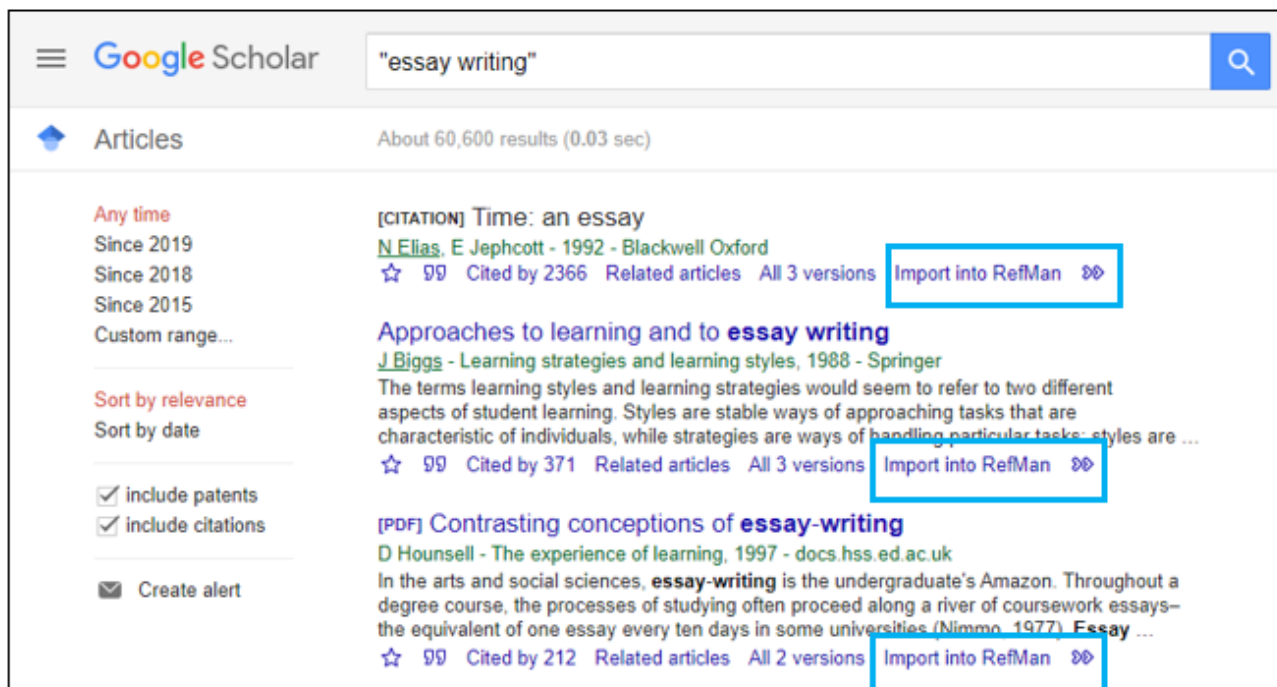 Google Scholar
"essay writing"
Articles
About 60,600 results (0.03 sec)
Any time
Since 2019
Since 2018
Since 2015
Custom range...
Sort by relevance
Sort by date
include patents
include citations
Create alert
[CITATION] Time: an essay
N Elias, E Jephcott - 1992 - Blackwell Oxford
Cited by 2366 Related articles All 3 versions Import into RefMan
Approaches to learning and to essay writing
J Biggs - Learning strategies and learning styles, 1988 - Springer
The terms learning styles and learning strategies would seem to refer to two different
aspects of student learning. Styles are stable ways of approaching tasks that are
characteristic of individuals, while strategies are ways of handling particular tasks: styles are ...
Cited by 371 Related articles All 3 versions Import into RefMan
[PDF] Contrasting conceptions of essay-writing
D Hounsell - The experience of learning, 1997 - docs.hss.ed.ac.uk
In the arts and social sciences, essay-writing is the undergraduate's Amazon. Throughout a
degree course, the processes of studying often proceed along a river of coursework essays–
the equivalent of one essay every ten days in some universities (Nimmo, 1977). Essay ...
Cited by 212 Related articles All 2 versions Import into RefMan